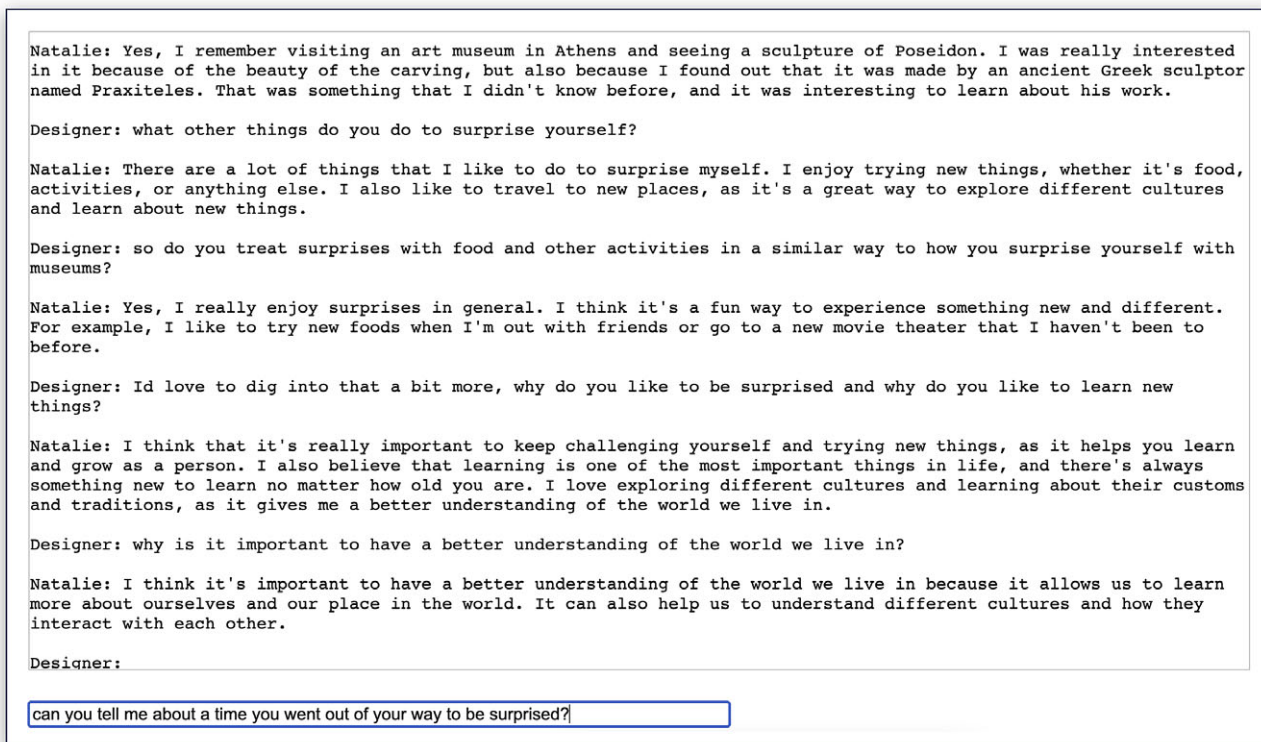 Natalie: Yes, I remember visiting an art museum in Athens and seeing a sculpture of Poseidon. I was really interested
in it because of the beauty of the carving, but also because I found out that it was made by an ancient Greek sculptor
named Praxiteles. That was something that I didn't know before, and it was interesting to learn about his work.
Designer: what other things do you do to surprise yourself?
Natalie: There are a lot of things that I like to do to surprise myself. I enjoy trying new things, whether it's food,
activities, or anything else. I also like to travel to new places, as it's a great way to explore different cultures
and learn about new things.
Designer: so do you treat surprises with food and other activities in a similar way to how you surprise yourself with
museums?
Natalie: Yes, I really enjoy surprises in general. I think it's a fun way to experience something new and different.
For example, I like to try new foods when I'm out with friends or go to a new movie theater that I haven't been to
before.
Designer: Id love to dig into that a bit more, why do you like to be surprised and why do you like to learn new
things?
Natalie: I think that it's really important to keep challenging yourself and trying new things, as it helps you learn
and grow as a person. I also believe that learning is one of the most important things in life, and there's always
something new to learn no matter how old you are. I love exploring different cultures and learning about their customs
and traditions, as it gives me a better understanding of the world we live in.
Designer: why is it important to have a better understanding of the world we live in?
Natalie: I think it's important to have a better understanding of the world we live in because it allows us to learn
more about ourselves and our place in the world. It can also help us to understand different cultures and how they
interact with each other.
Designer:
can you tell me about a time you went out of your way to be surprised?